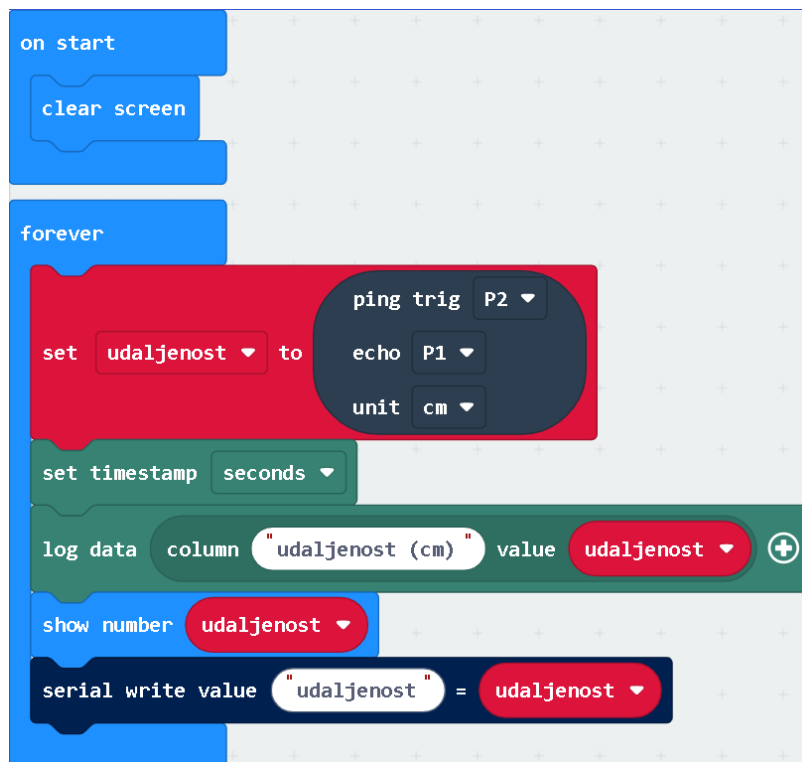 on start
clear screen
forever
ping trig P2
set udaljenost to echo P1
unit cm
set timestamp seconds
log data column "udaljenost (cm)" value udaljenost
show number udaljenost
serial write value "udaljenost" = udaljenost